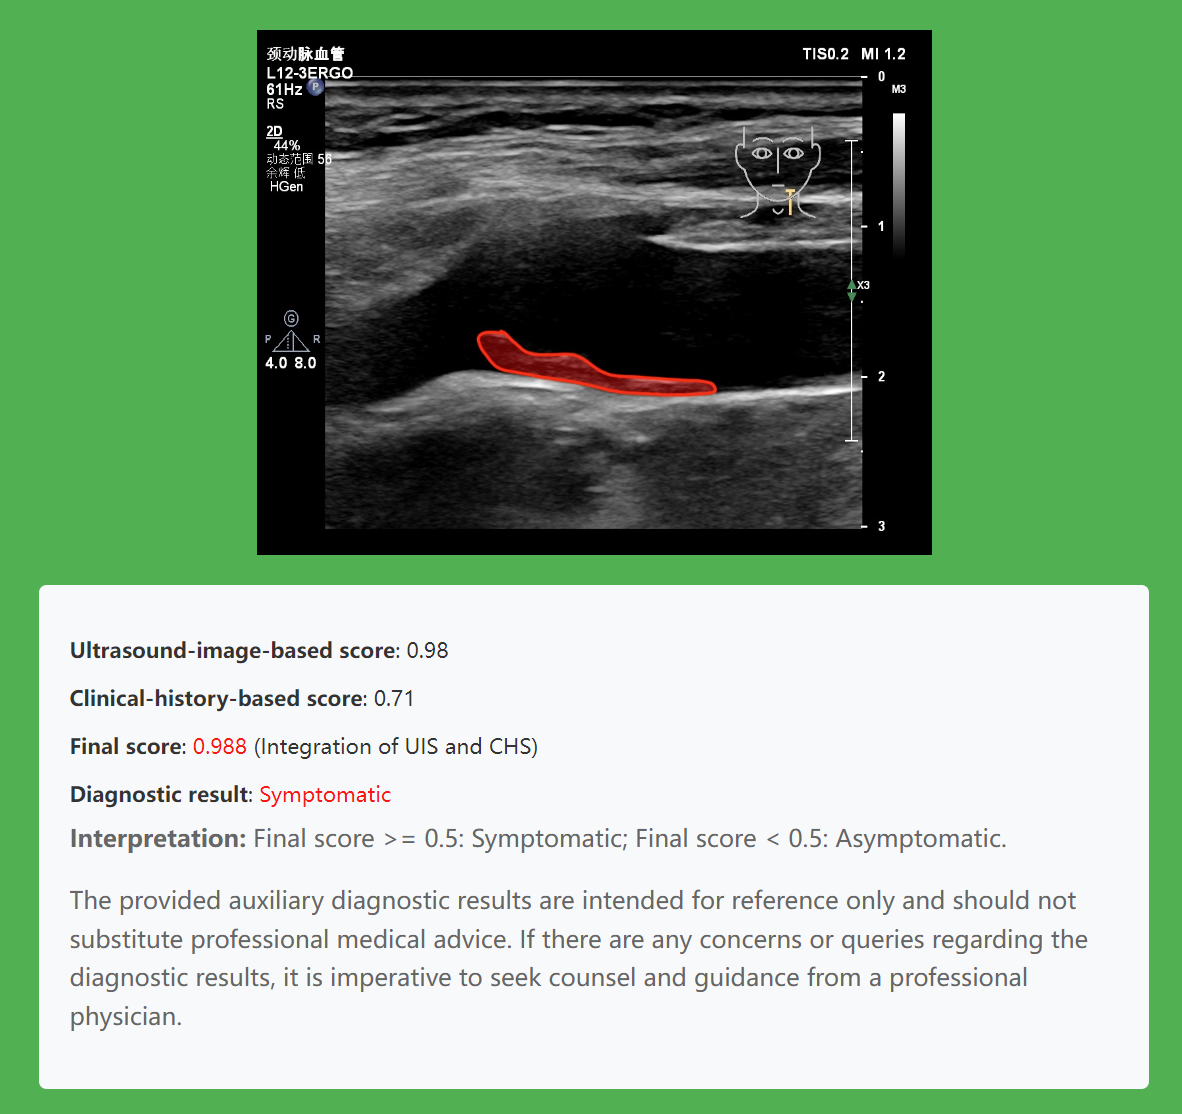 颈动脉血管
TIS0.2 MI 1.2
L12-3ERGO
0
61Hz P
M3
RS
2D
44%
动态范围 56
余辉 低
HGen
1
X3
G
P R
4.0 8.0
2
3
Ultrasound-image-based score: 0.98
Clinical-history-based score: 0.71
Final score: 0.988 (Integration of UIS and CHS)
Diagnostic result: Symptomatic
Interpretation: Final score >= 0.5: Symptomatic; Final score < 0.5: Asymptomatic.
The provided auxiliary diagnostic results are intended for reference only and should not
substitute professional medical advice. If there are any concerns or queries regarding the
diagnostic results, it is imperative to seek counsel and guidance from a professional
physician.